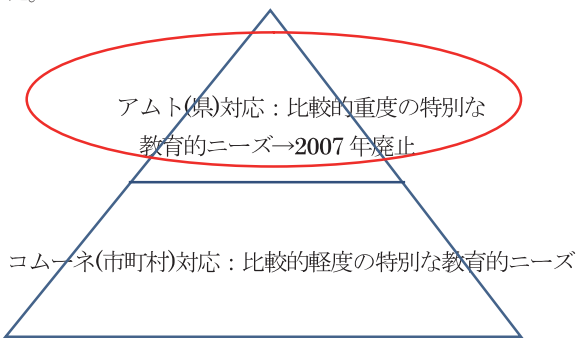 アムト(県)対応：比較的重度の特別な
教育的ニーズ→2007 年廃止
コムーネ(市町村)対応：比較的軽度の特別な教育的ニーズ